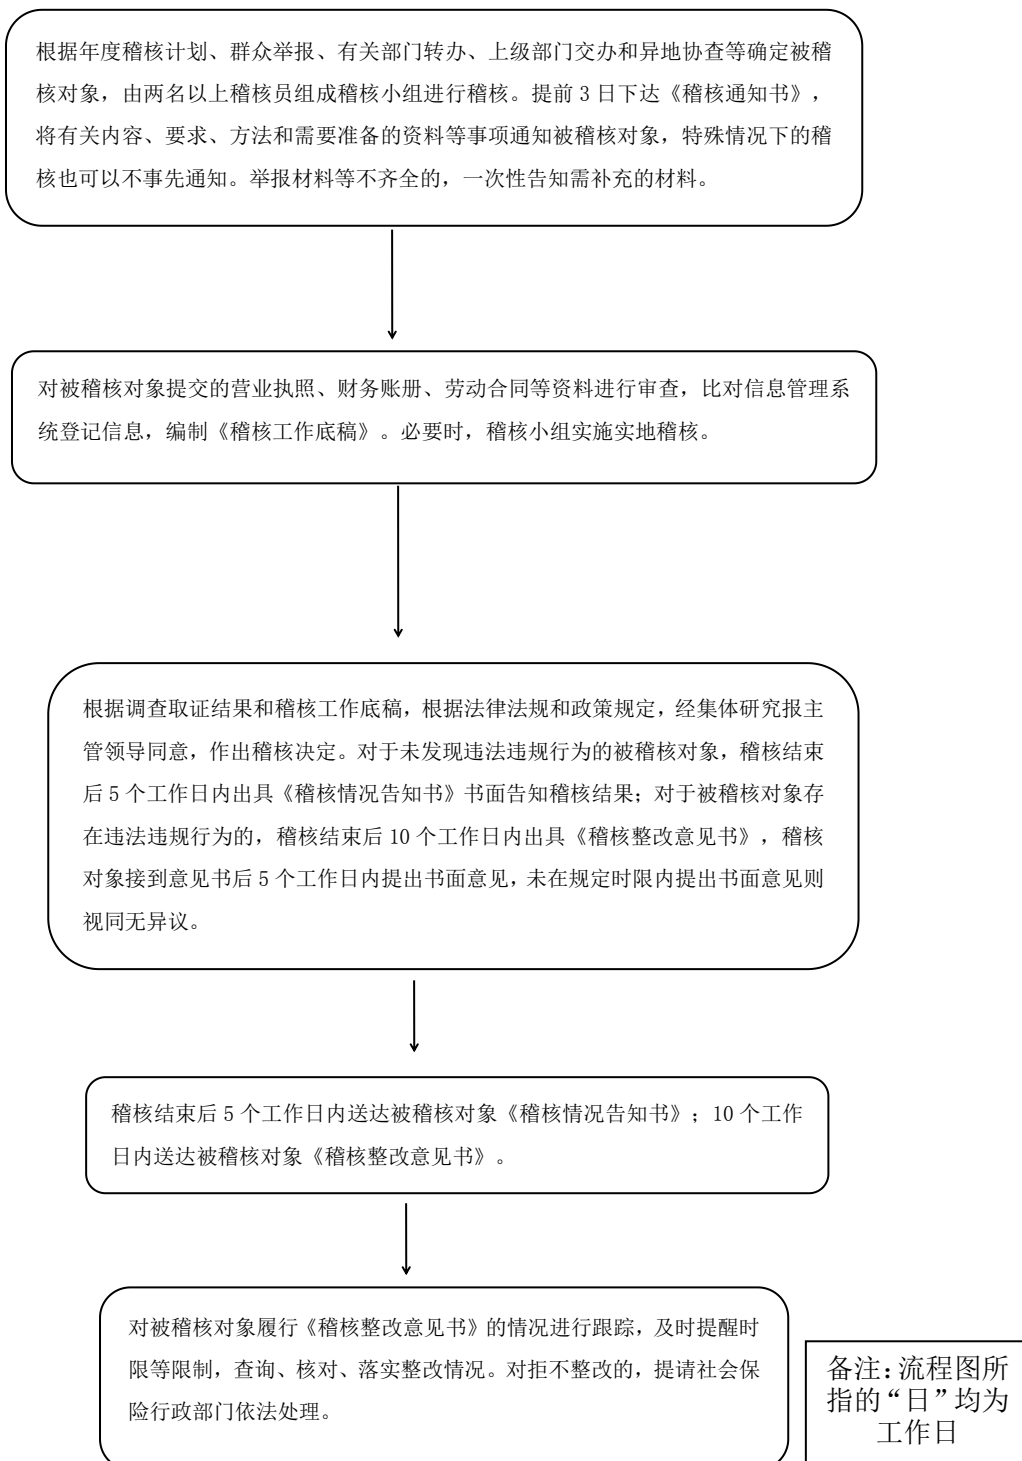 根据年度稽核计划、群众举报、有关部门转办、上级部门交办和异地协查等确定被稽
核对象，由两名以上稽核员组成稽核小组进行稽核。提前 3 日下达《稽核通知书》，
将有关内容、要求、方法和需要准备的资料等事项通知被稽核对象，特殊情况下的稽
核也可以不事先通知。举报材料等不齐全的，一次性告知需补充的材料。
对被稽核对象提交的营业执照、财务账册、劳动合同等资料进行审查，比对信息管理系
统登记信息，编制《稽核工作底稿》。必要时，稽核小组实施实地稽核。
根据调查取证结果和稽核工作底稿，根据法律法规和政策规定，经集体研究报主
管领导同意，作出稽核决定。对于未发现违法违规行为的被稽核对象，稽核结束
后 5 个工作日内出具《稽核情况告知书》书面告知稽核结果；对于被稽核对象存
在违法违规行为的，稽核结束后 10 个工作日内出具《稽核整改意见书》，稽核
对象接到意见书后 5 个工作日内提出书面意见，未在规定时限内提出书面意见则
视同无异议。
稽核结束后 5 个工作日内送达被稽核对象《稽核情况告知书》；10 个工作
日内送达被稽核对象《稽核整改意见书》。
对被稽核对象履行《稽核整改意见书》的情况进行跟踪，及时提醒时
限等限制，查询、核对、落实整改情况。对拒不整改的，提请社会保
险行政部门依法处理。
备注：流程图所
指的“日”均为
工作日